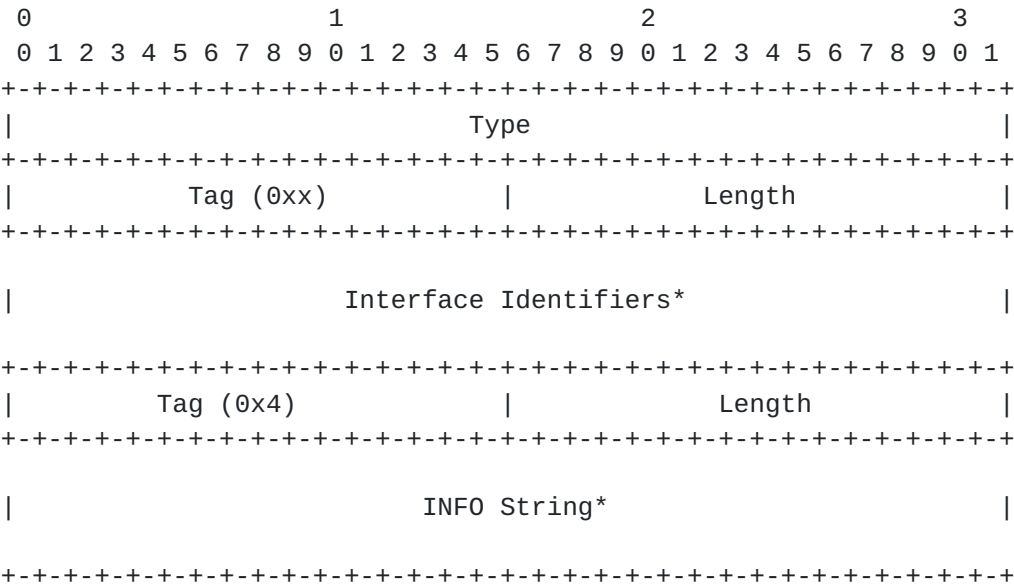 0                   1                   2                   3
 0 1 2 3 4 5 6 7 8 9 0 1 2 3 4 5 6 7 8 9 0 1 2 3 4 5 6 7 8 9 0 1
+-+-+-+-+-+-+-+-+-+-+-+-+-+-+-+-+-+-+-+-+-+-+-+-+-+-+-+-+-+-+-+-+
|                             Type                              |
+-+-+-+-+-+-+-+-+-+-+-+-+-+-+-+-+-+-+-+-+-+-+-+-+-+-+-+-+-+-+-+-+
|           Tag (0xx)           |            Length             |
+-+-+-+-+-+-+-+-+-+-+-+-+-+-+-+-+-+-+-+-+-+-+-+-+-+-+-+-+-+-+-+-+
|                     Interface Identifiers*                    |
+-+-+-+-+-+-+-+-+-+-+-+-+-+-+-+-+-+-+-+-+-+-+-+-+-+-+-+-+-+-+-+-+
|         Tag (0x4)             |             Length            |
+-+-+-+-+-+-+-+-+-+-+-+-+-+-+-+-+-+-+-+-+-+-+-+-+-+-+-+-+-+-+-+-+
|                          INFO String*                         |
+-+-+-+-+-+-+-+-+-+-+-+-+-+-+-+-+-+-+-+-+-+-+-+-+-+-+-+-+-+-+-+-+